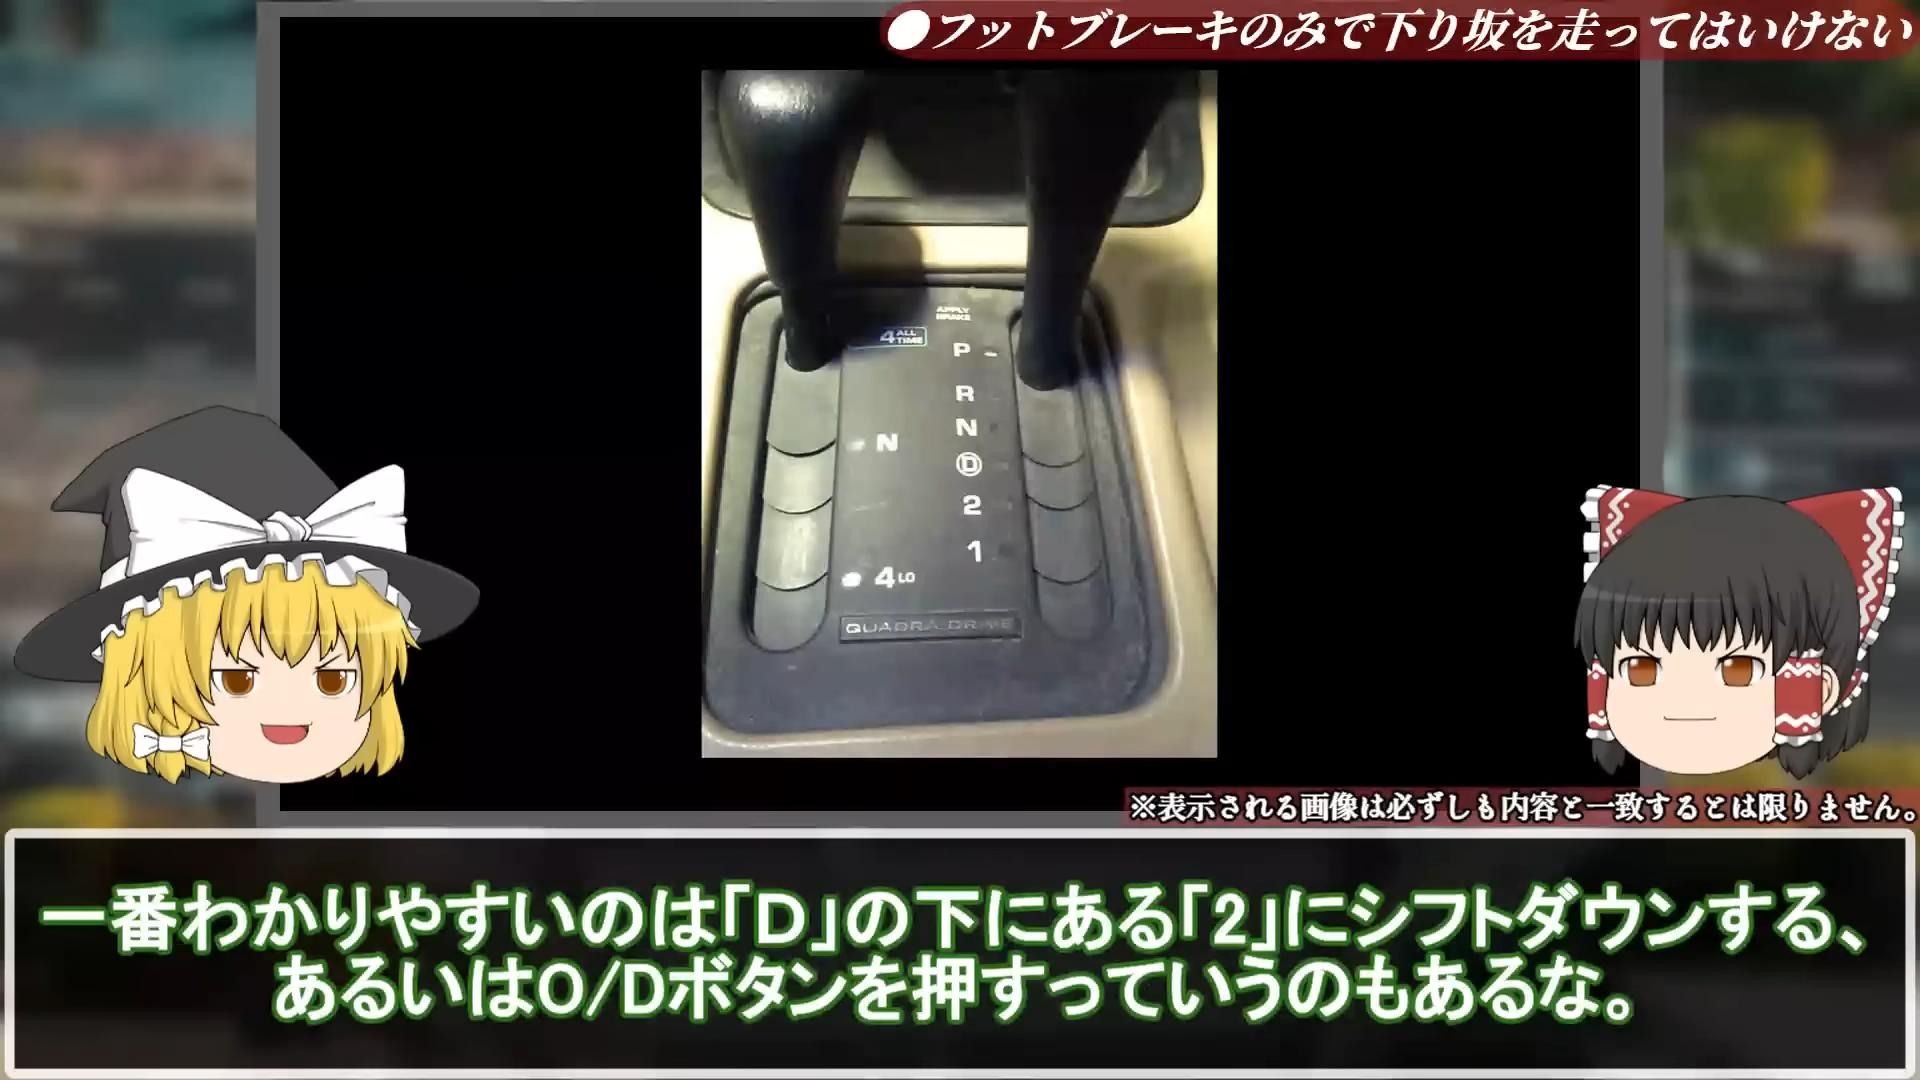 ●フットブレーキのみで下り坂を走ってはいけない
APPLY
BRAKE
4 ALL TIME
P
R
N
N
D
2
1
4 LO
QUADRA DRIVE
※表示される画像は必ずしも内容と一致するとは限りません。
一番わかりやすいのは「D」の下にある「2」にシフトダウンする、
あるいはO/Dボタンを押すっていうのもあるな。